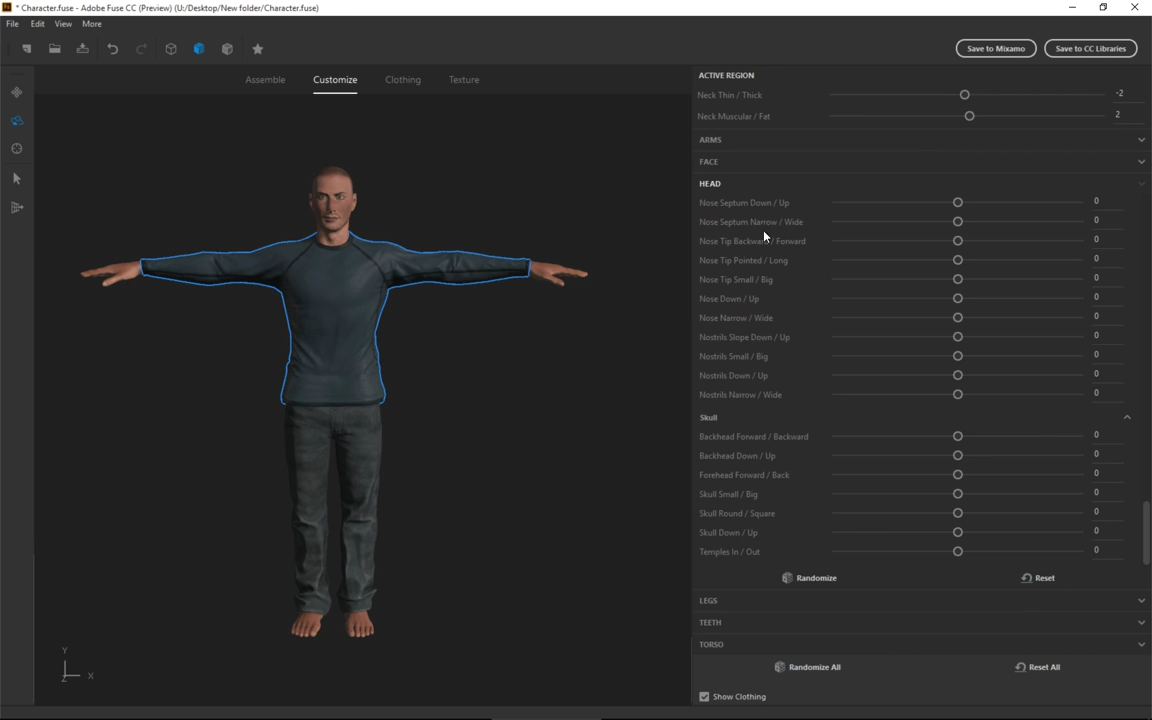 * Character.fuse - Adobe Fuse CC (Preview) (U:/Desktop/New folder/Character.fuse)
File Edit View More
Save to Mixamo Save to CC Libraries
Assemble Customize Clothing Texture
ACTIVE REGION
Neck Thin / Thick -2
Neck Muscular / Fat 2
ARMS
FACE
HEAD
Nose Septum Down / Up 0
Nose Septum Narrow / Wide 0
Nose Tip Backward / Forward 0
Nose Tip Pointed / Long 0
Nose Tip Small / Big 0
Nose Down / Up 0
Nose Narrow / Wide 0
Nostrils Slope Down / Up 0
Nostrils Small / Big 0
Nostrils Down / Up 0
Nostrils Narrow / Wide 0
Skull
Backhead Forward / Backward 0
Backhead Down / Up 0
Forehead Forward / Back 0
Skull Small / Big 0
Skull Round / Square 0
Skull Down / Up 0
Temples In / Out 0
Randomize Reset
LEGS
TEETH
TORSO
Randomize All Reset All
Show Clothing
Y
Z X